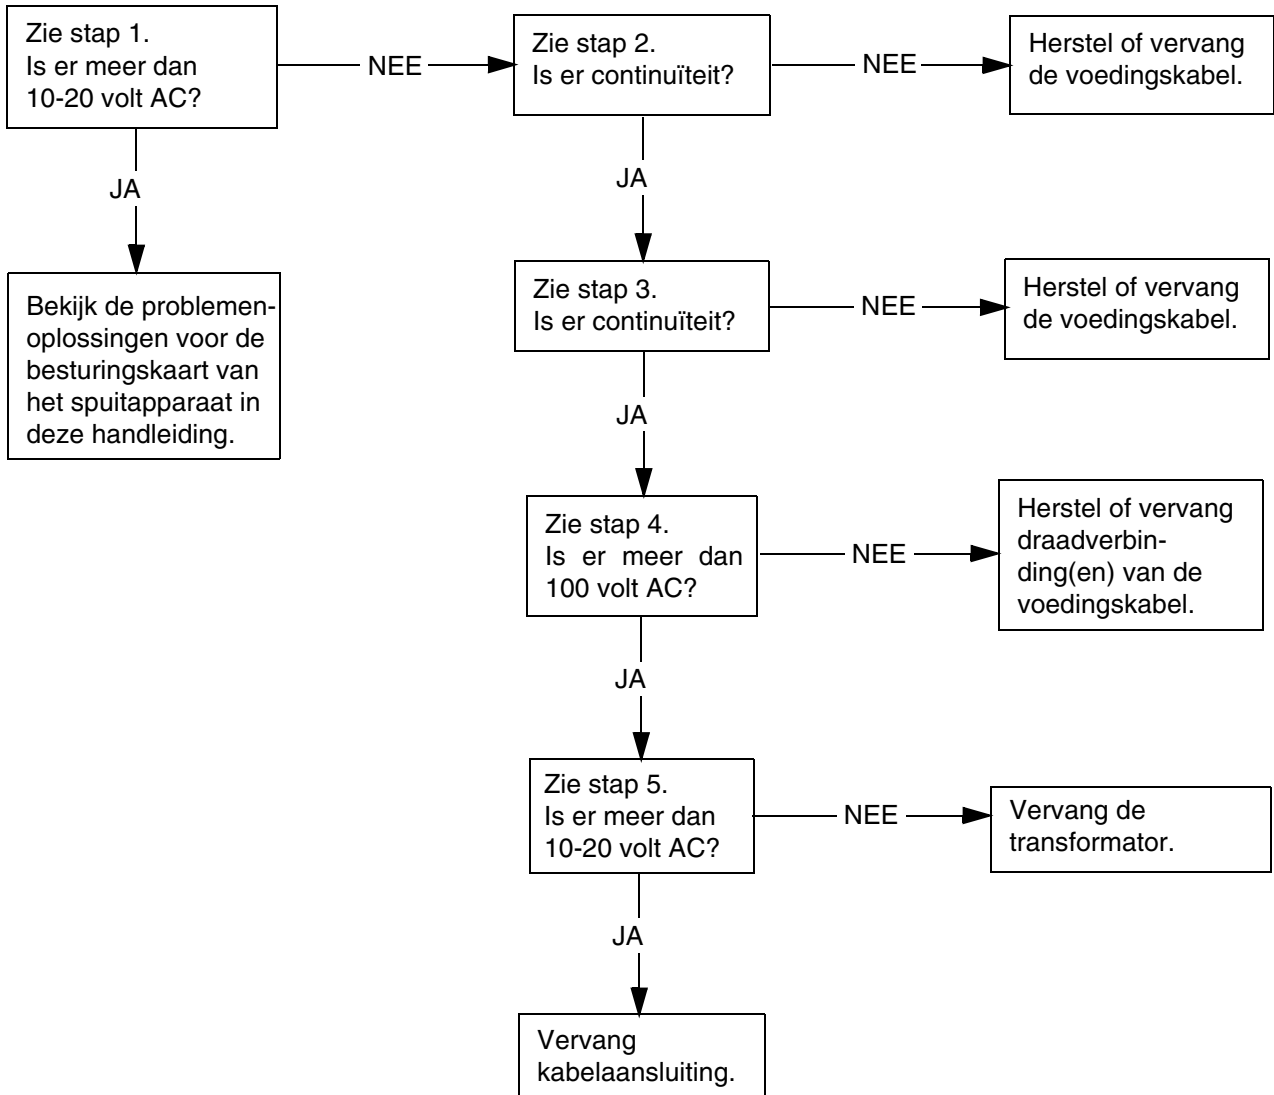 Zie stap 1.
Is er meer dan
10-20 volt AC?
NEE
Zie stap 2.
Is er continuïteit?
NEE
Herstel of vervang
de voedingskabel.
JA
JA
Bekijk de problemen-
oplossingen voor de
besturingskaart van
het spuitapparaat in
deze handleiding.
Zie stap 3.
Is er continuïteit?
NEE
Herstel of vervang
de voedingskabel.
JA
Zie stap 4.
Is er meer dan
100 volt AC?
NEE
Herstel of vervang
draadverbin-
ding(en) van de
voedingskabel.
JA
Zie stap 5.
Is er meer dan
10-20 volt AC?
NEE
Vervang de
transformator.
JA
Vervang
kabelaansluiting.